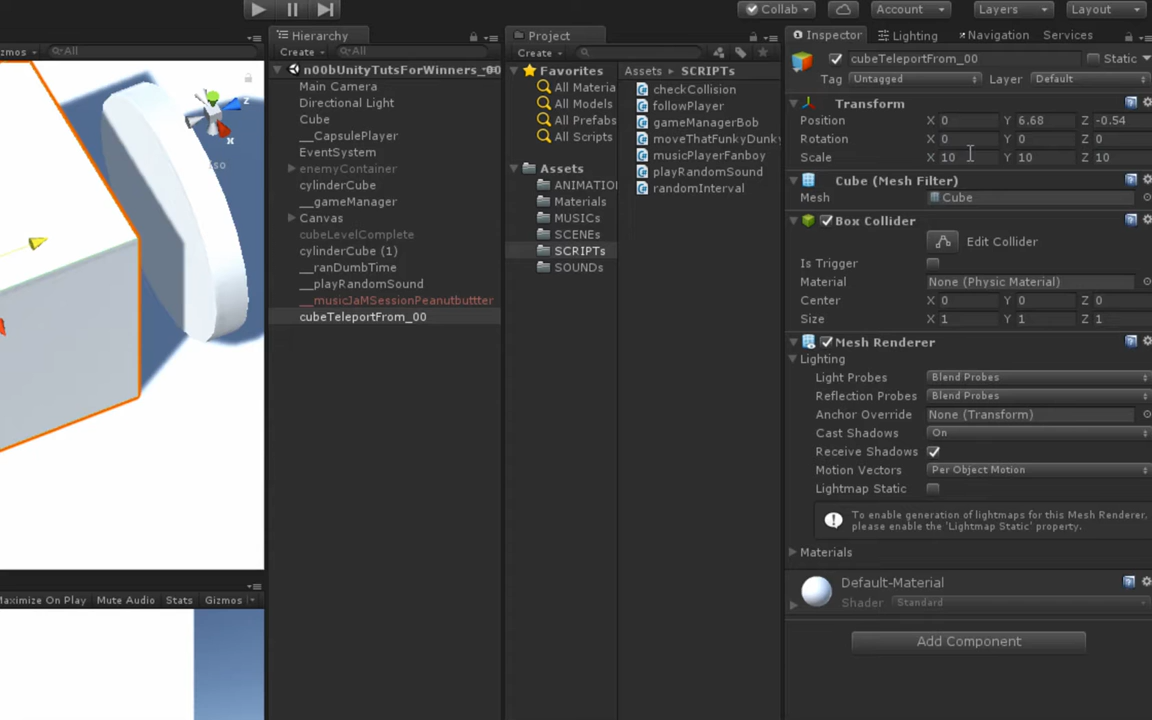 Collab
Account
Layers
Layout
Hierarchy
Project
Inspector
Lighting
Navigation
Services
zmos
All
Create
All
Create
cubeTeleportFrom_00
Static
n00bUnityTutsForWinners_00
Favorites
Assets
SCRIPTs
Tag
Untagged
Layer
Default
Main Camera
All Materia
checkCollision
Transform
Directional Light
All Models
followPlayer
Position
X 0
Y 6.68
Z -0.54
Cube
All Prefabs
gameManagerBob
Rotation
X 0
Y 0
Z 0
__CapsulePlayer
All Scripts
moveThatFunkyDunky
Scale
X 10
Y 10
Z 10
EventSystem
musicPlayerFanboy
Cube (Mesh Filter)
enemyContainer
Assets
playRandomSound
Mesh
Cube
cylinderCube
ANIMATIO
randomInterval
Box Collider
__gameManager
Materials
Edit Collider
Canvas
MUSICs
Is Trigger
cubeLevelComplete
SCENEs
Material
None (Physic Material)
cylinderCube (1)
SCRIPTs
Center
X 0
Y 0
Z 0
__ranDumbTime
SOUNDs
Size
X 1
Y 1
Z 1
__playRandomSound
Mesh Renderer
__musicJaMSessionPeanutbuttter
Lighting
cubeTeleportFrom_00
Light Probes
Blend Probes
Reflection Probes
Blend Probes
Anchor Override
None (Transform)
Cast Shadows
On
Receive Shadows
Motion Vectors
Per Object Motion
Lightmap Static
To enable generation of lightmaps for this Mesh Renderer,
please enable the 'Lightmap Static' property.
Materials
Default-Material
Shader
Standard
Maximize On Play
Mute Audio
Stats
Gizmos
Add Component